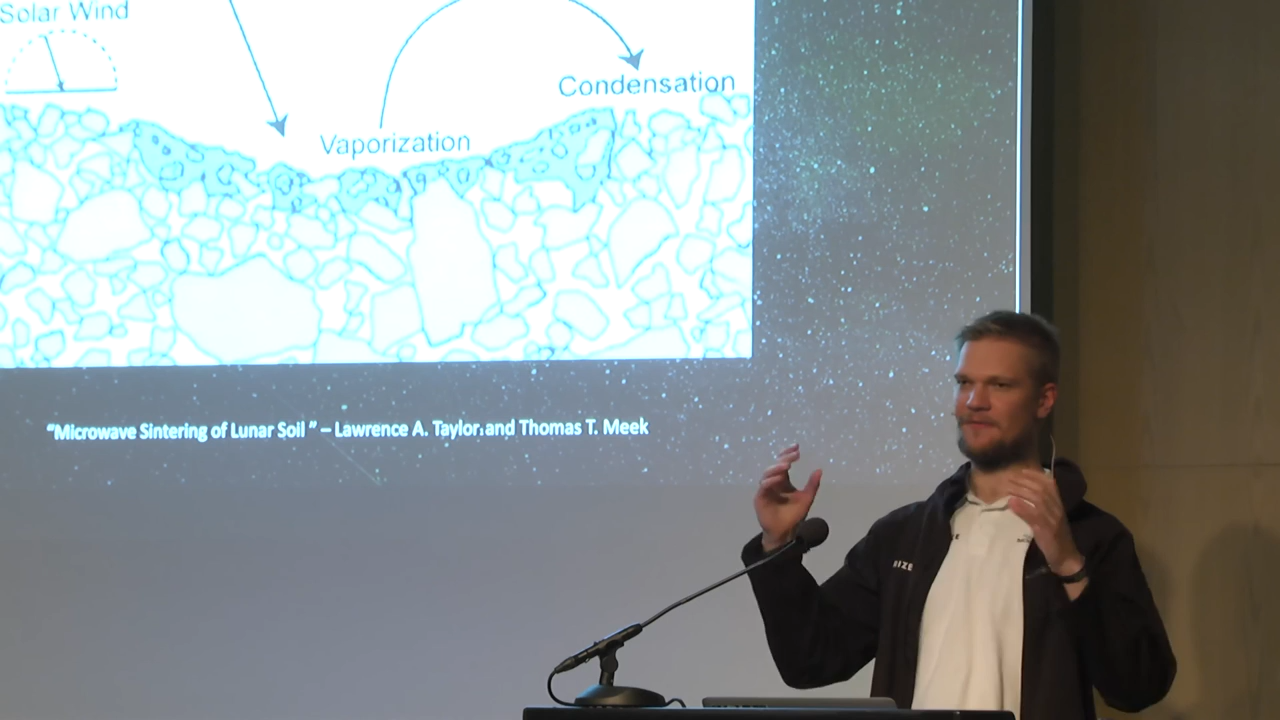 Solar Wind
Condensation
Vaporization
“Microwave Sintering of Lunar Soil ” – Lawrence A. Taylor and Thomas T. Meek